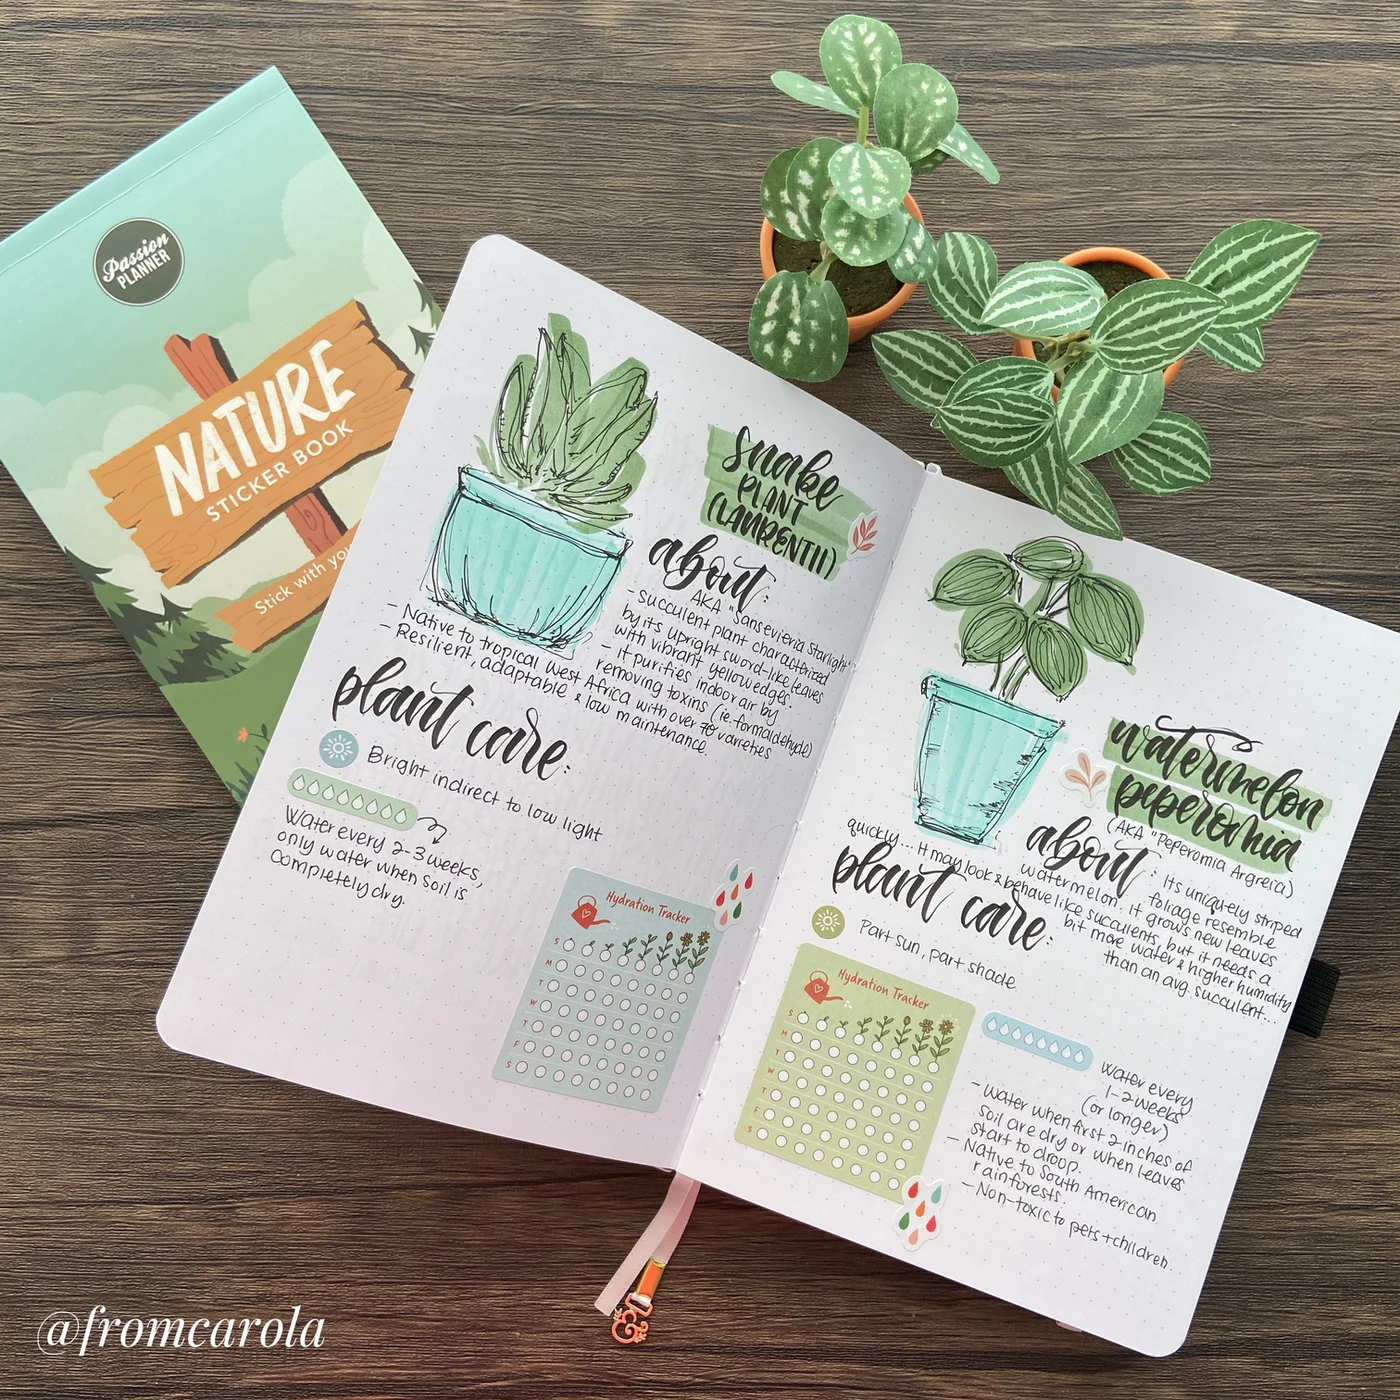 Passion
PLANNER
NATURE
STICKER BOOK
Stick with you
Snake
PLANT
(LAURENTII)
about:
AKA "Sansevieria Starlight"
- Succulent plant characterized
by its upright sword-like leaves
with vibrant yellow edges.
- it purifies indoor air by
removing toxins (ie. formaldehyde)
- Native to tropical West Africa with over 70 varieties
- Resilient, adaptable & low maintenance.
plant care:
Bright indirect to low light
Water every 2-3 weeks,
only water when soil is
completely dry.
Hydration Tracker
S
M
T
W
T
F
S
watermelon
peperomia
(AKA "Peperomia Argreia)
about: Its uniquely striped
foliage resemble
watermelon. it grows new leaves
quickly... It may look & behave like succulents, but it needs a
bit more water & higher humidity
than an avg. succulent...
plant care:
Part sun, part shade
Hydration Tracker
S
M
T
W
T
F
S
Water every
1-2 weeks
(or longer)
- Water when first 2 inches of
soil are dry or when leaves
start to droop.
- Native to South American
rainforests.
- Non-toxic to pets + children.
@fromcarola